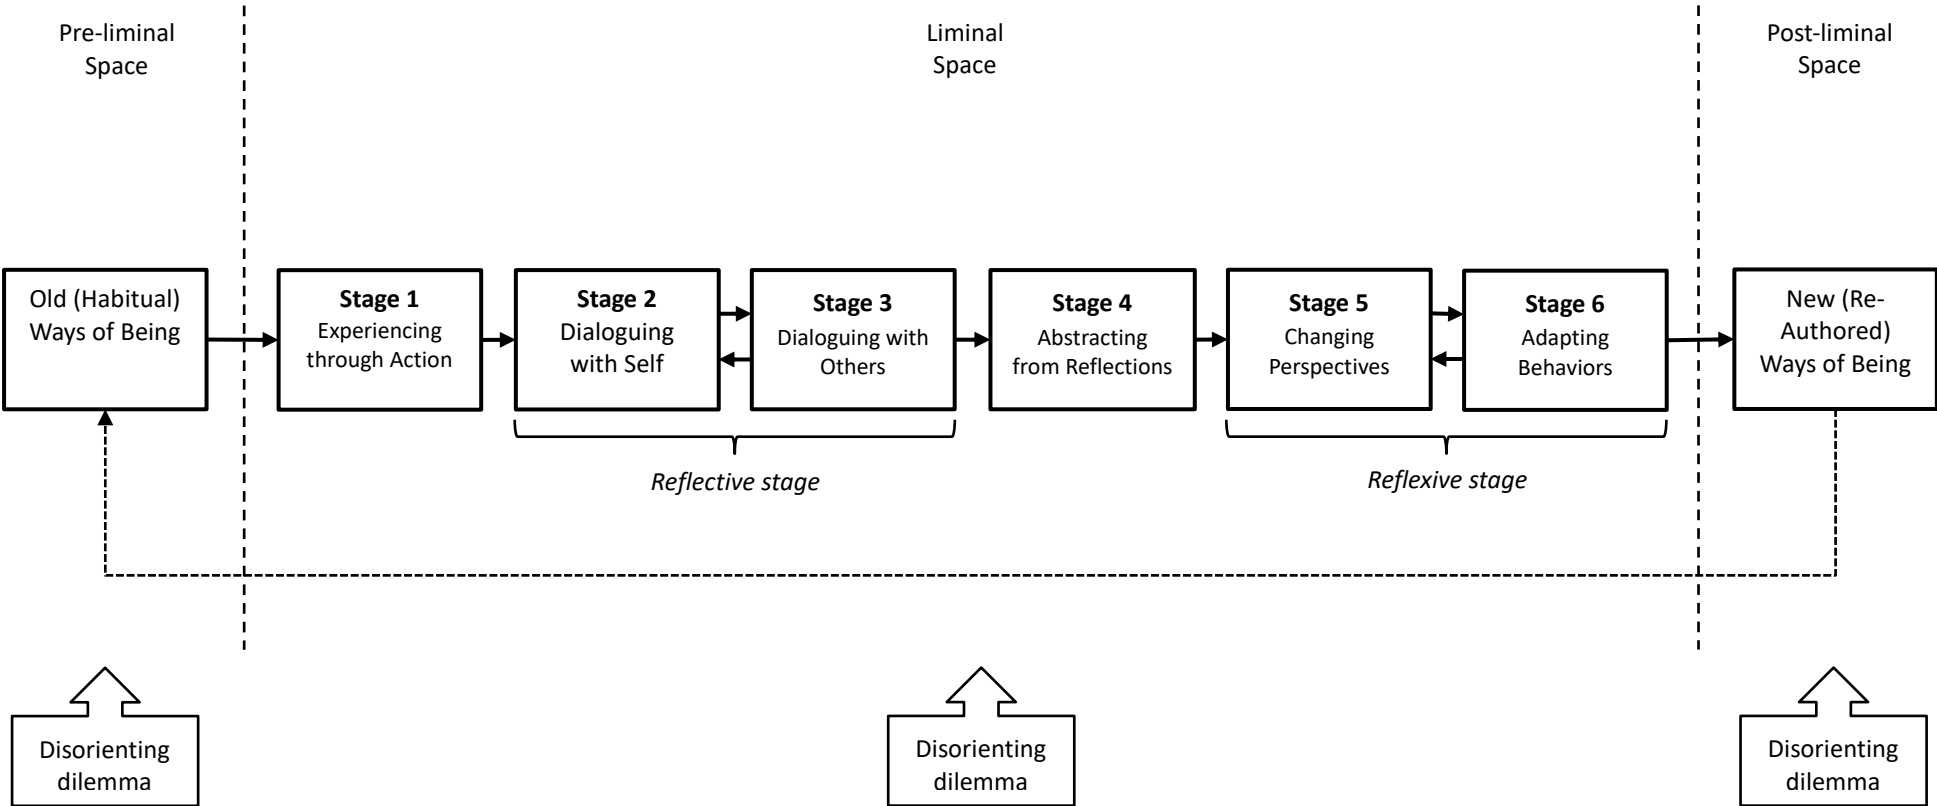 Pre-liminal
Space
Liminal
Space
Post-liminal
Space
Old (Habitual)
Ways of Being
Stage 1
Experiencing
through Action
Stage 2
Dialoguing
with Self
Stage 3
Dialoguing with
Others
Stage 4
Abstracting
from Reflections
Stage 5
Changing
Perspectives
Stage 6
Adapting
Behaviors
New (Re-
Authored)
Ways of Being
Reflective stage
Reflexive stage
Disorienting
dilemma
Disorienting
dilemma
Disorienting
dilemma